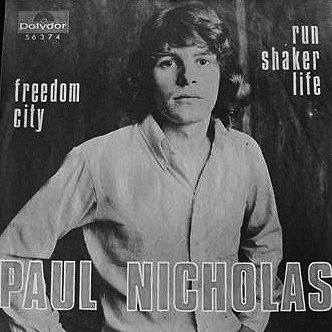 Polydor
56374
run
shaker
life
freedom
city
PAUL NICHOLAS